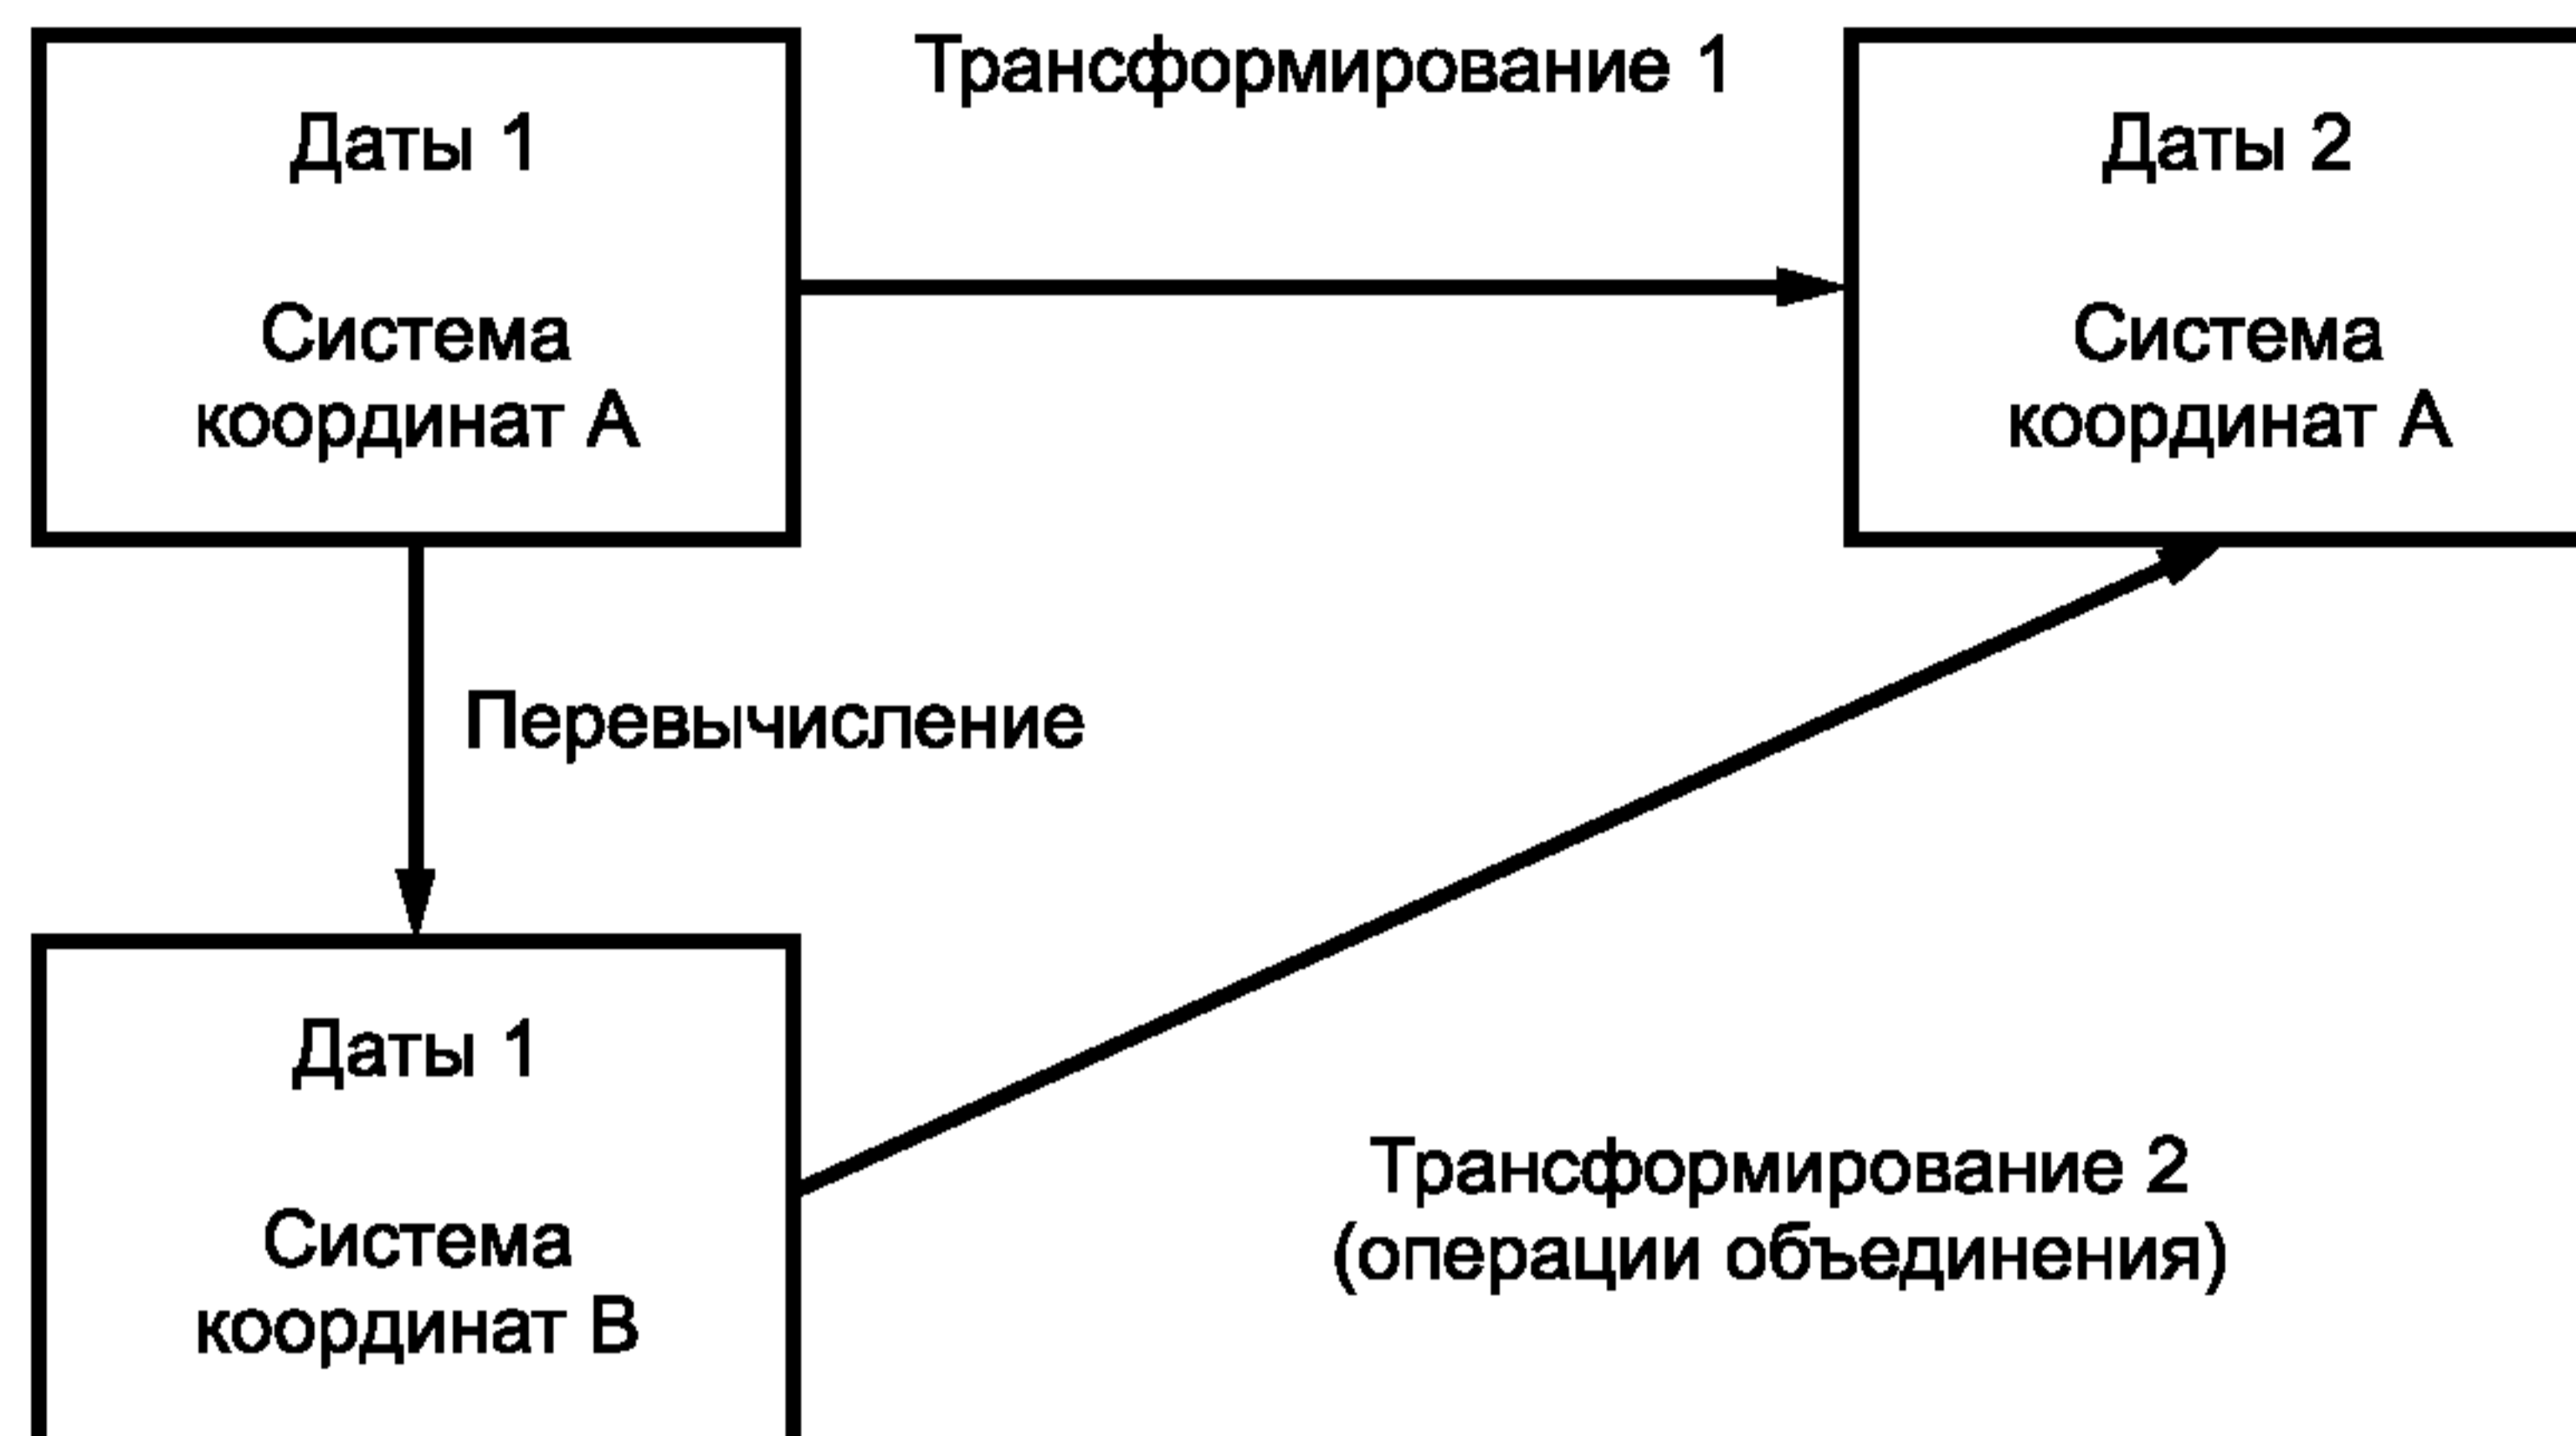 Даты 1
Система
координат А
Трансформирование 1
Даты 2
Система
координат А
Перевычисление
Даты 1
Система
координат В
Трансформирование 2
(операции объединения)